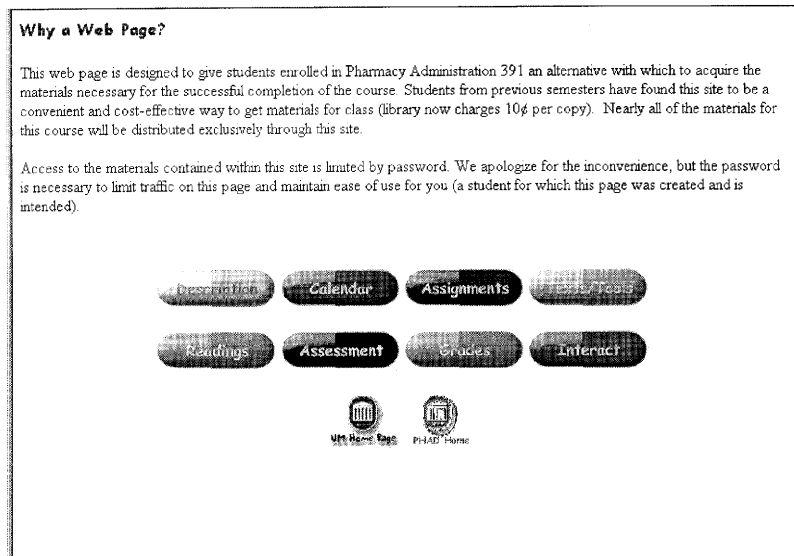 Why a Web Page?
This web page is designed to give students enrolled in Pharmacy Administration 391 an alternative with which to acquire the
materials necessary for the successful completion of the course. Students from previous semesters have found this site to be a
convenient and cost-effective way to get materials for class (library now charges 10¢ per copy). Nearly all of the materials for
this course will be distributed exclusively through this site.
Access to the materials contained within this site is limited by password. We apologize for the inconvenience, but the password
is necessary to limit traffic on this page and maintain ease of use for you (a student for which this page was created and is
intended).
Description Calendar Assignments
Readings Assessment Grades Interact
UM Home Page PHAD Home